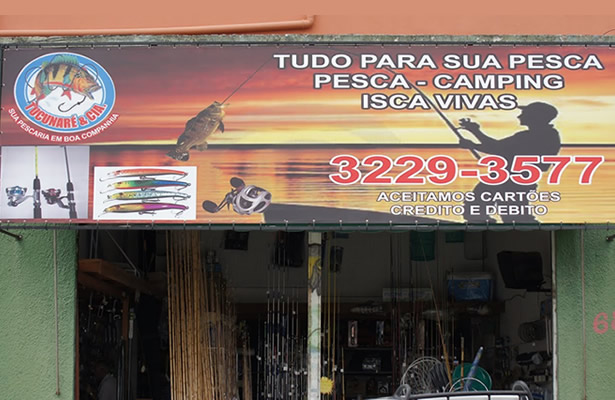 TUDO PARA SUA PESCA
PESCA - CAMPING
ISCA VIVAS
TUCUNARÉ & CIA
SUA PESCARIA EM BOA COMPANHIA
3229-3577
ACEITAMOS CARTÕES
CREDITO E DEBITO